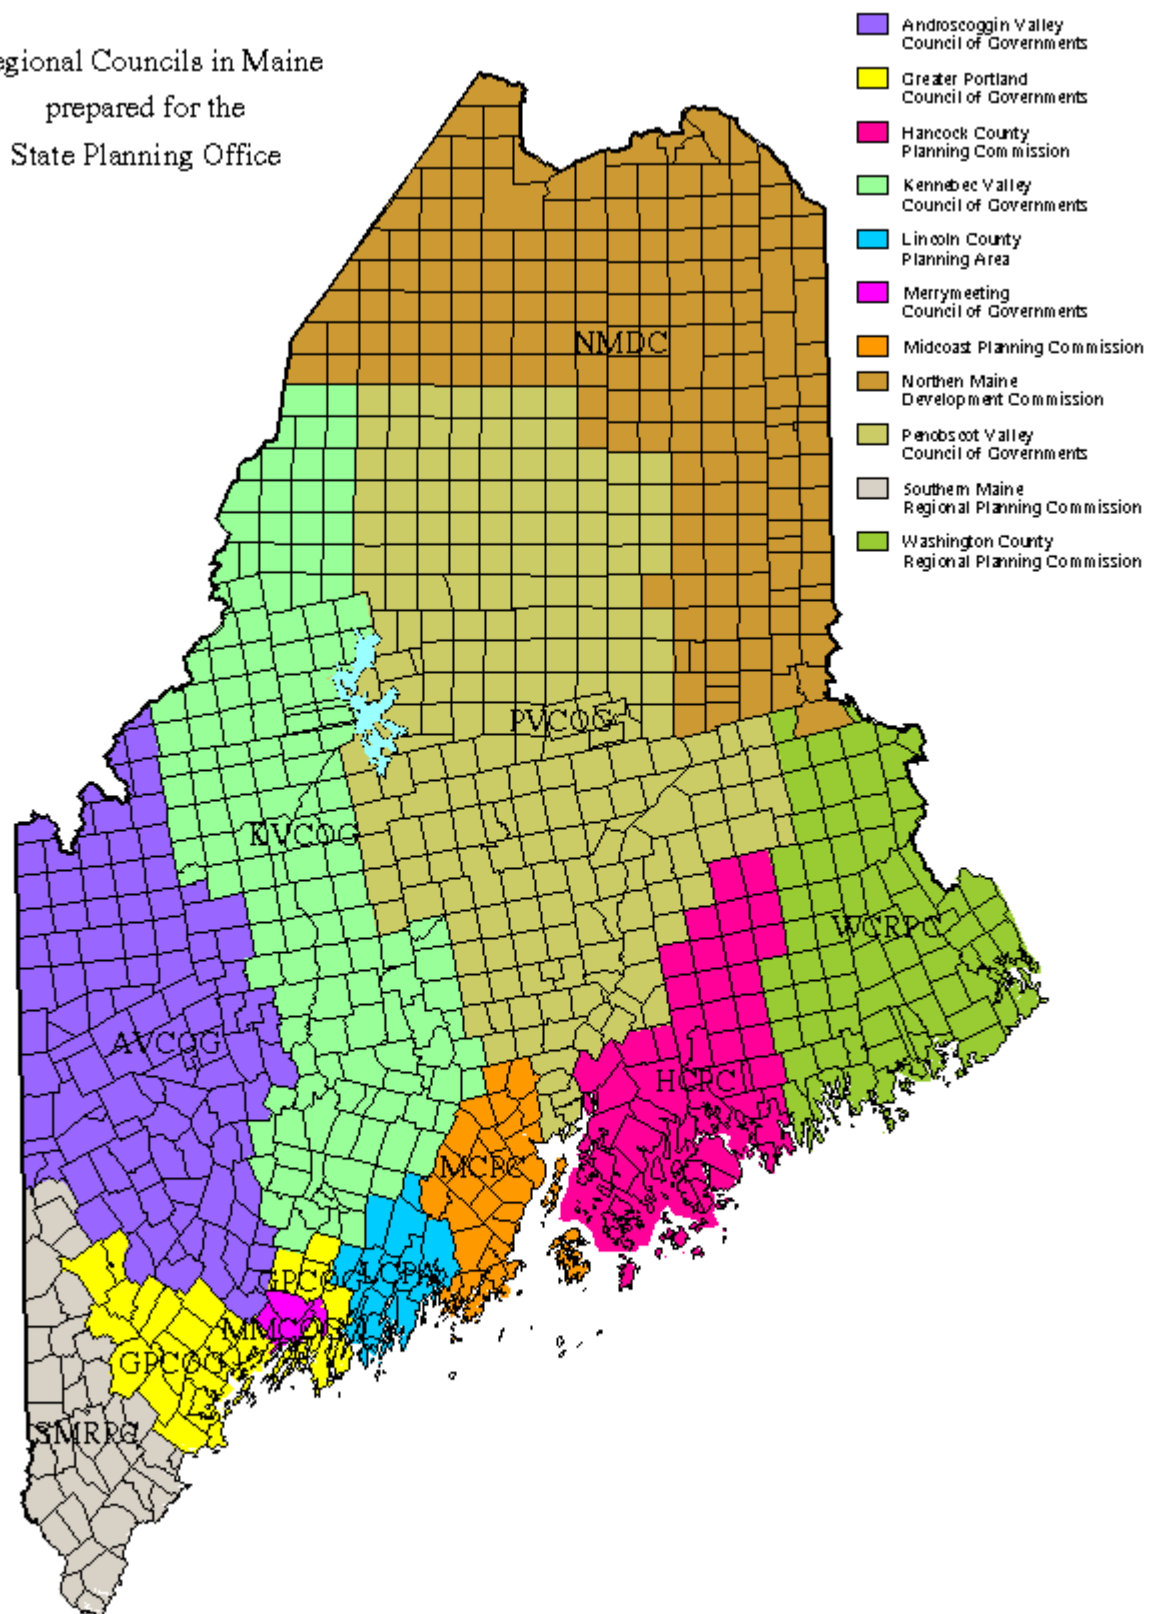 egional Councils in Maine
prepared for the
State Planning Office
Androscoggin Valley
Council of Governments
Greater Portland
Council of Governments
Hancock County
Planning Commission
Kennebec Valley
Council of Governments
Lincoln County
Planning Area
Merrymeeting
Council of Governments
Midcoast Planning Commission
Northen Maine
Development Commission
Penobscot Valley
Council of Governments
Southern Maine
Regional Planning Commission
Washington County
Regional Planning Commission
NMDC
PVCOG
KVCOG
WCRPC
AVCOG
HCPC
MCPC
GPCOG
LCPA
MMCOG
GPCOG
SMRPC